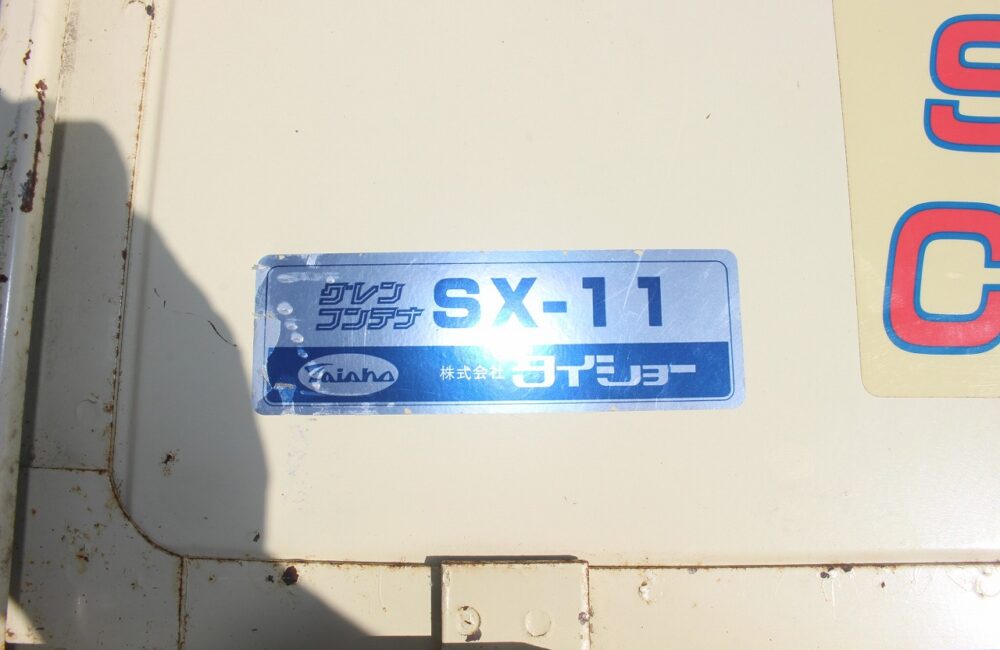 グレン
コンテナ
SX-11
Taisho
株式会社 タイショー
S
C